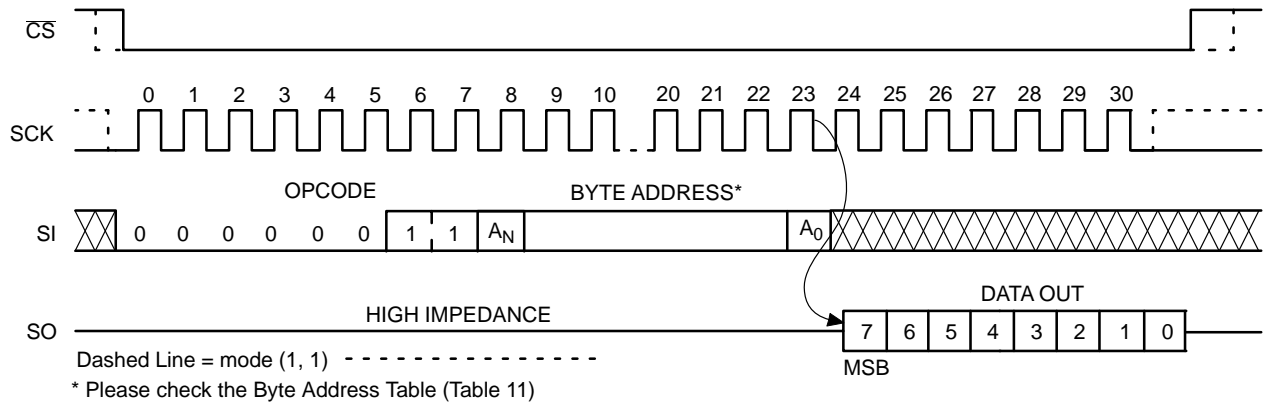 CS
0 1 2 3 4 5 6 7 8 9 10 20 21 22 23 24 25 26 27 28 29 30
SCK
OPCODE BYTE ADDRESS*
SI 0 0 0 0 0 0 1 1 AN A0
DATA OUT
HIGH IMPEDANCE
SO 7 6 5 4 3 2 1 0
Dashed Line = mode (1, 1)
MSB
* Please check the Byte Address Table (Table 11)